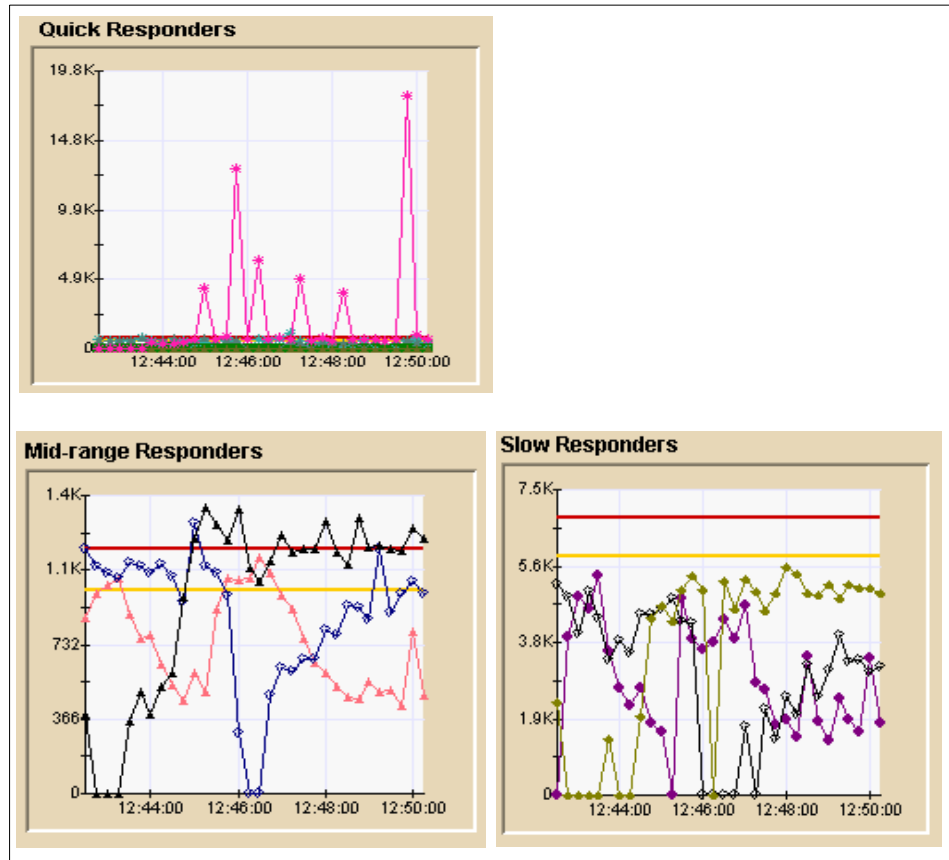 Quick Responders
19.8K
14.8K
9.9K
4.9K
0
12:44:00 12:46:00 12:48:00 12:50:00
Mid-range Responders
1.4K
1.1K
732
366
0
12:44:00 12:46:00 12:48:00 12:50:00
Slow Responders
7.5K
5.6K
3.8K
1.9K
0
12:44:00 12:46:00 12:48:00 12:50:00